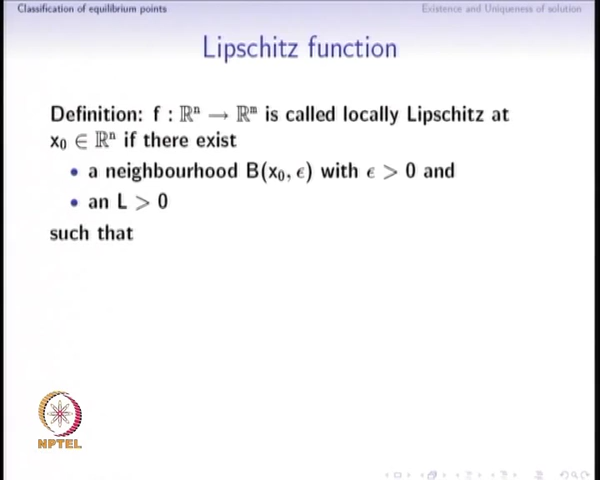 Classification of equilibrium points
Existence and Uniqueness of solution
Lipschitz function
Definition: f : ℝⁿ → ℝᵐ is called locally Lipschitz at
x₀ ∈ ℝⁿ if there exist
• a neighbourhood B(x₀, ϵ) with ϵ > 0 and
• an L > 0
such that
NPTEL